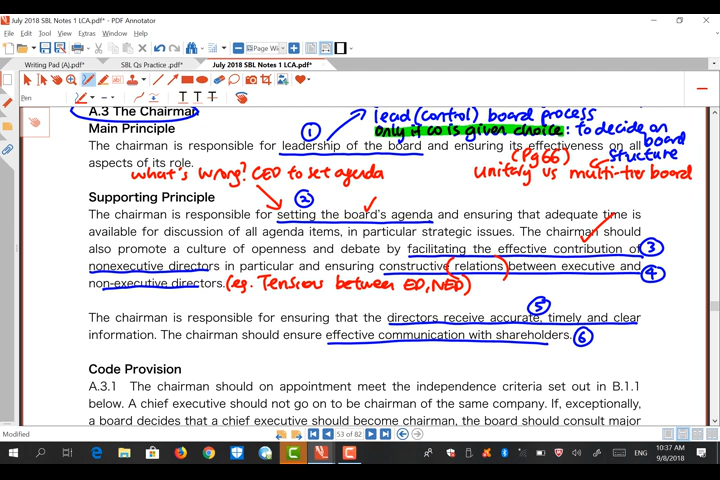 July 2018 SBL Notes 1 LCA.pdf* - PDF Annotator
File Edit Tools Extras Window Help
Page Wi
Writing Pad (A).pdf* SBL Qs Practice .pdf* July 2018 SBL Notes 1 LCA.pdf*
Pen
A.3 The Chairman
lead (control) board process
Main Principle
①
only if co is given choice: to decide on board structure
The chairman is responsible for leadership of the board and ensuring its effectiveness on all
aspects of its role.
(Pg66)
what's wrong? CEO to set agenda
unitary vs multi-tier board
Supporting Principle
②
The chairman is responsible for setting the board's agenda and ensuring that adequate time is
available for discussion of all agenda items, in particular strategic issues. The chairman should
also promote a culture of openness and debate by facilitating the effective contribution of ③
nonexecutive directors in particular and ensuring constructive relations between executive and ④
non-executive directors. (eg. Tensions between ED, NED)
⑤
The chairman is responsible for ensuring that the directors receive accurate, timely and clear
information. The chairman should ensure effective communication with shareholders. ⑥
Code Provision
A.3.1 The chairman should on appointment meet the independence criteria set out in B.1.1
below. A chief executive should not go on to be chairman of the same company. If, exceptionally,
a board decides that a chief executive should become chairman, the board should consult major
Modified
53 of 82
ENG
10:37 AM
9/8/2018